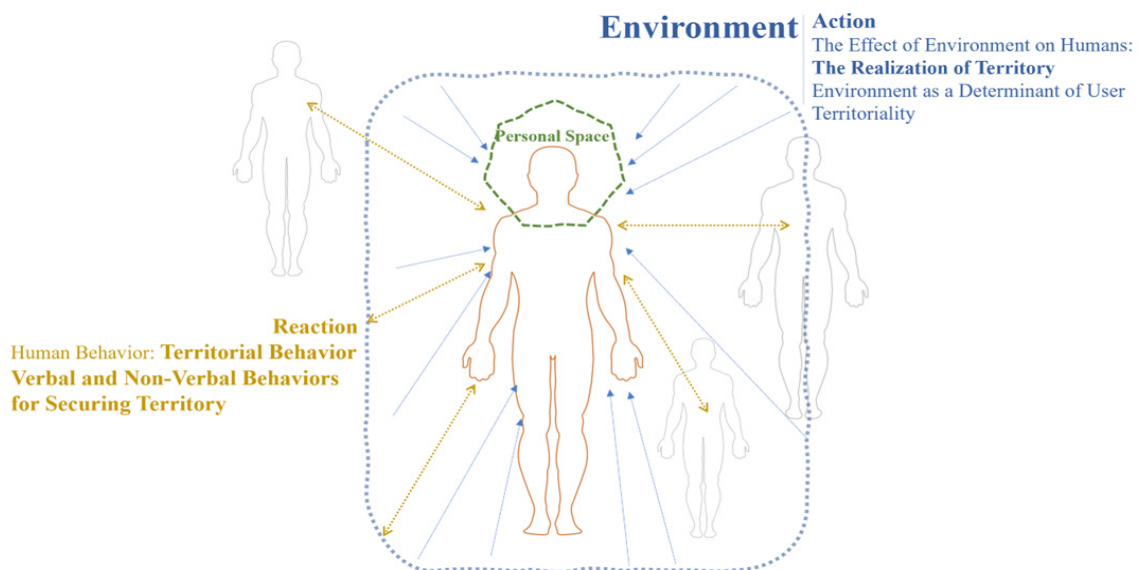 Environment
Action
The Effect of Environment on Humans:
The Realization of Territory
Environment as a Determinant of User
Territoriality
Personal Space
Reaction
Human Behavior: Territorial Behavior
Verbal and Non-Verbal Behaviors
for Securing Territory